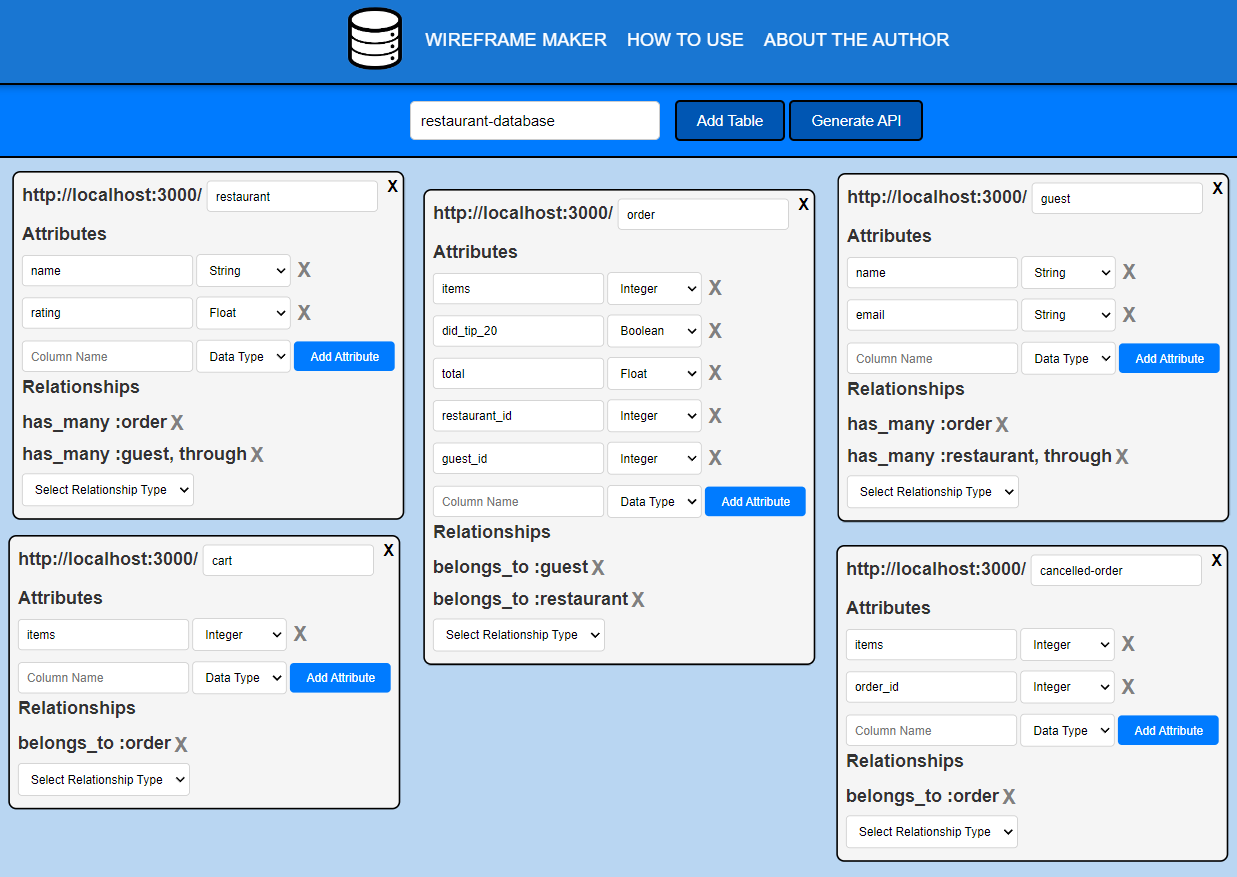 WIREFRAME MAKER HOW TO USE ABOUT THE AUTHOR
restaurant-database Add Table Generate API
http://localhost:3000/ restaurant X
Attributes
name String X
rating Float X
Column Name Data Type Add Attribute
Relationships
has_many :order X
has_many :guest, through X
Select Relationship Type
http://localhost:3000/ cart X
Attributes
items Integer X
Column Name Data Type Add Attribute
Relationships
belongs_to :order X
Select Relationship Type
http://localhost:3000/ order X
Attributes
items Integer X
did_tip_20 Boolean X
total Float X
restaurant_id Integer X
guest_id Integer X
Column Name Data Type Add Attribute
Relationships
belongs_to :guest X
belongs_to :restaurant X
Select Relationship Type
http://localhost:3000/ guest X
Attributes
name String X
email String X
Column Name Data Type Add Attribute
Relationships
has_many :order X
has_many :restaurant, through X
Select Relationship Type
http://localhost:3000/ cancelled-order X
Attributes
items Integer X
order_id Integer X
Column Name Data Type Add Attribute
Relationships
belongs_to :order X
Select Relationship Type